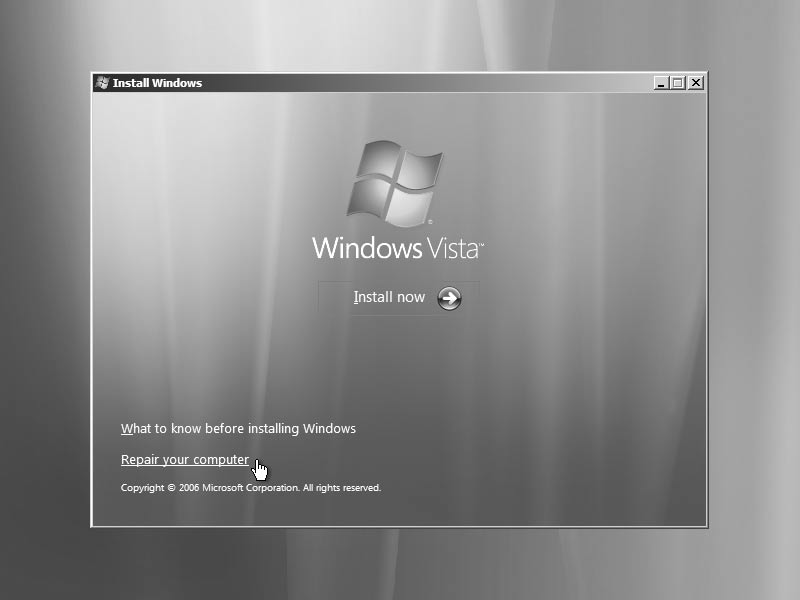 Install Windows
Windows Vista™
Install now
What to know before installing Windows
Repair your computer
Copyright © 2006 Microsoft Corporation. All rights reserved.